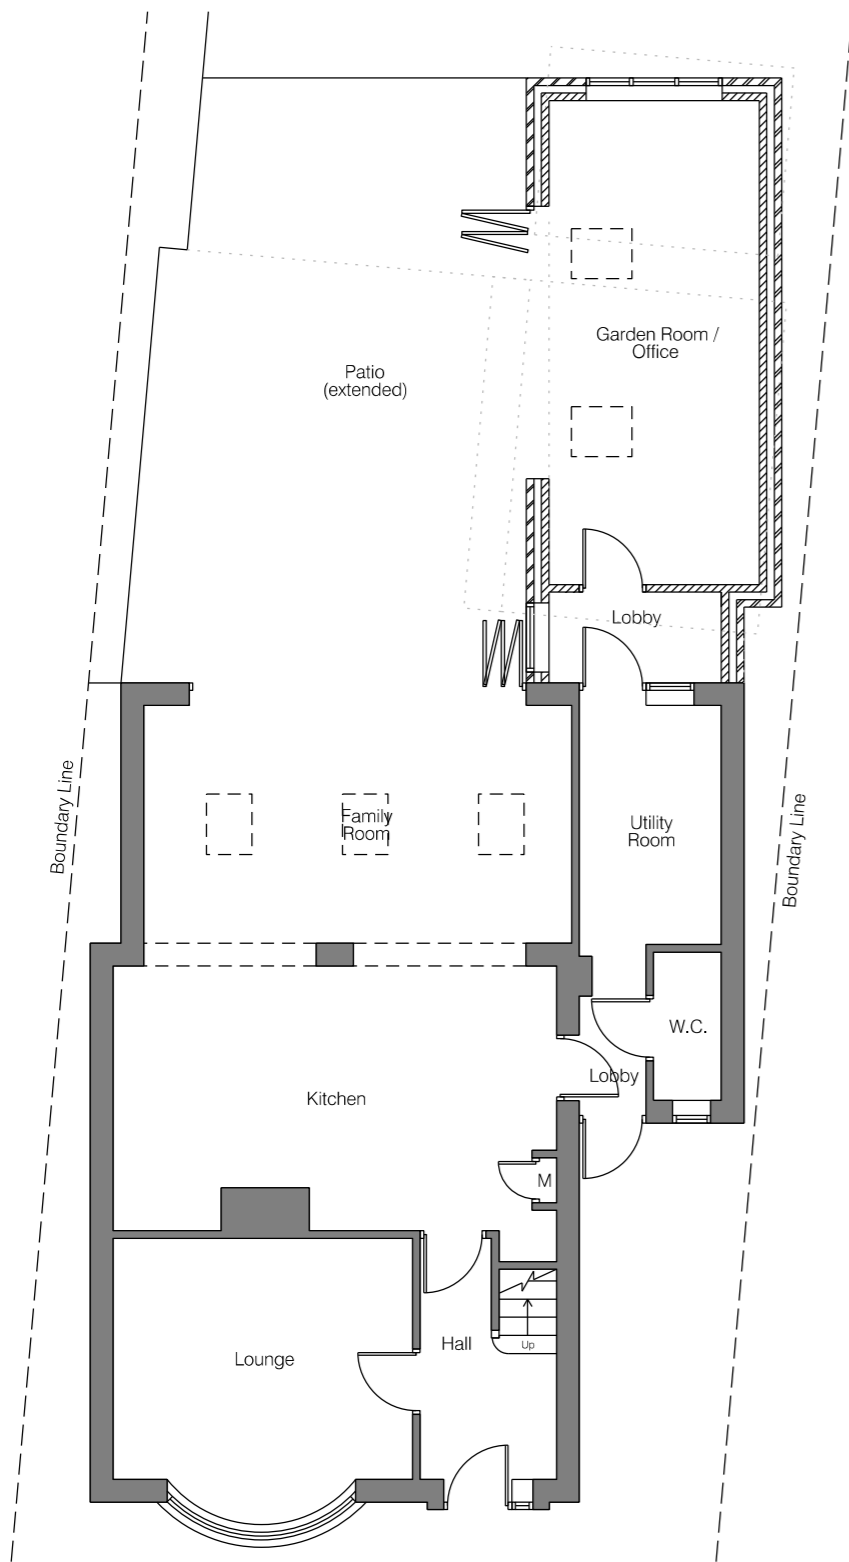 Garden Room /
Office
Patio
(extended)
Lobby
Boundary Line
Family
Room
Utility
Room
Boundary Line
W.C.
Lobby
Kitchen
M
Hall
Up
Lounge